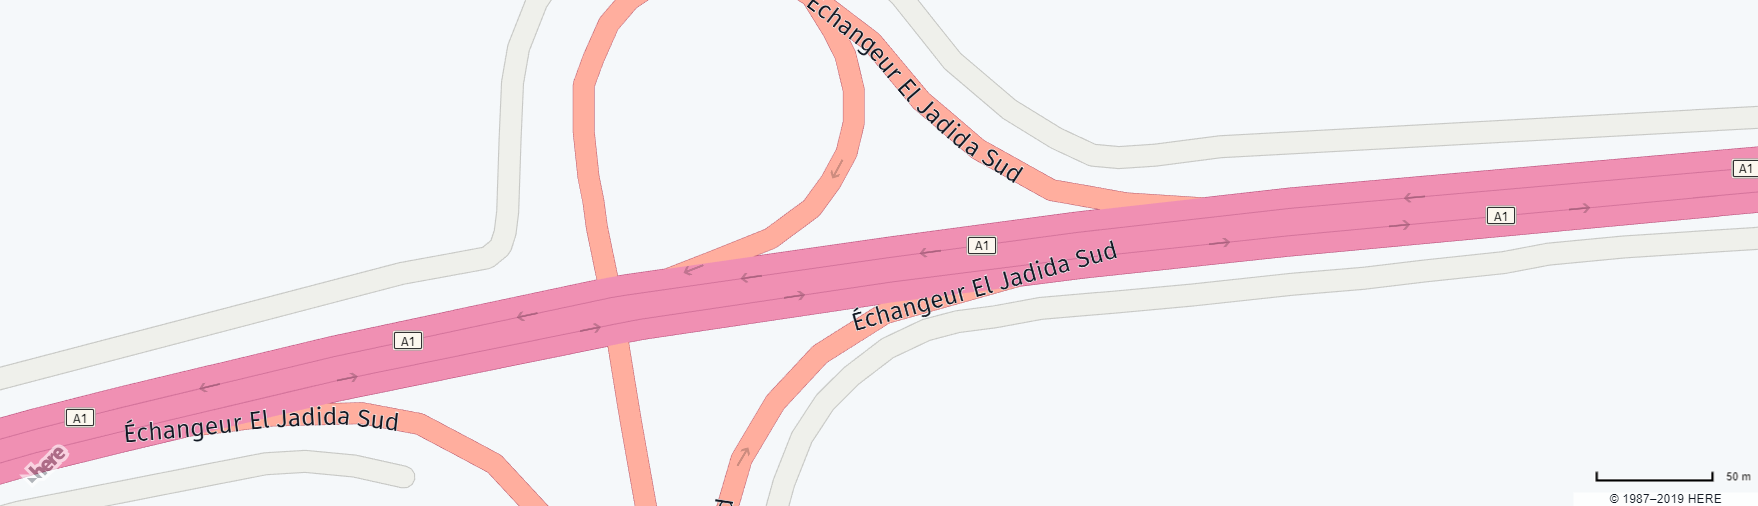 Échangeur El Jadida Sud
A1
A1
A1
Échangeur El Jadida Sud
A1
A1
Échangeur El Jadida Sud
here
50 m
© 1987–2019 HERE